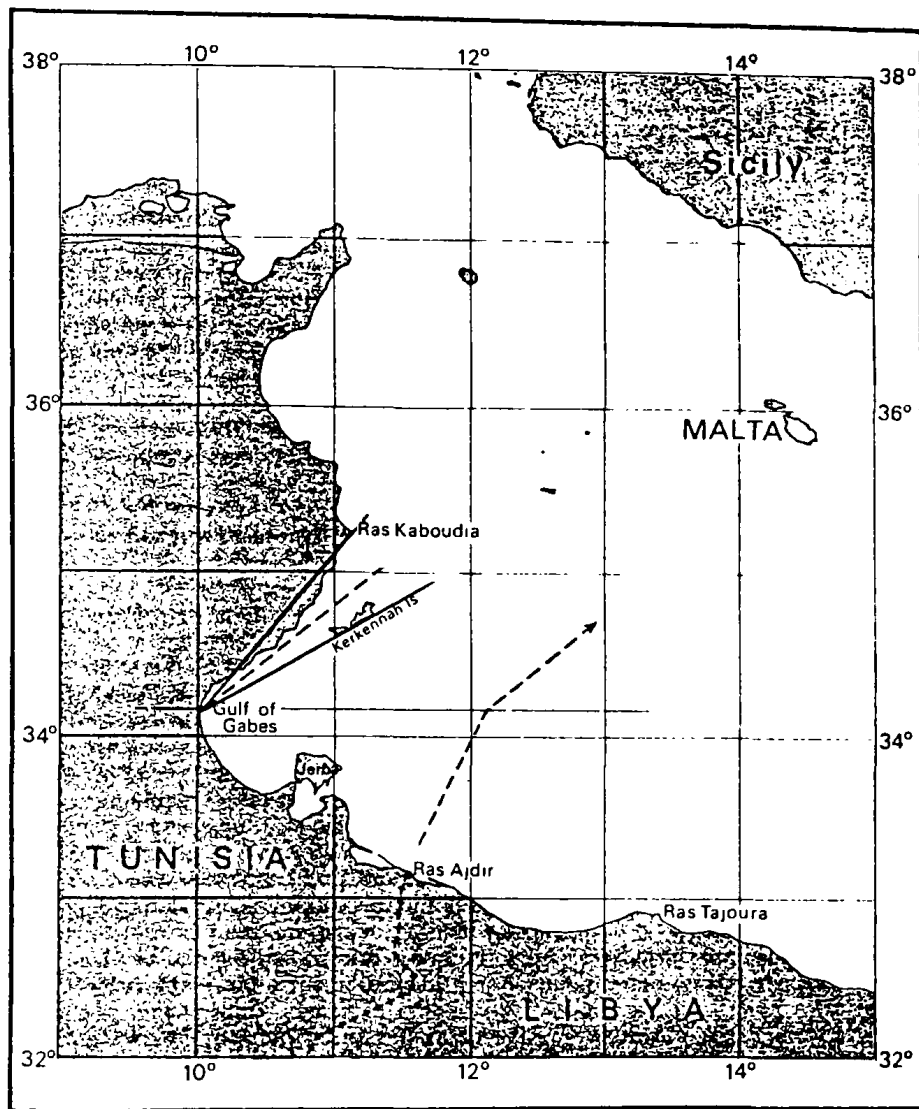 10° 12° 14°
38° 38°
Sicily
36° 36°
MALTA
Ras Kaboudia
Kerkennah Is
Gulf of
Gabes
34° 34°
Jerba
TUNISIA
Ras Ajdir
Ras Tajoura
LIBYA
32° 32°
10° 12° 14°